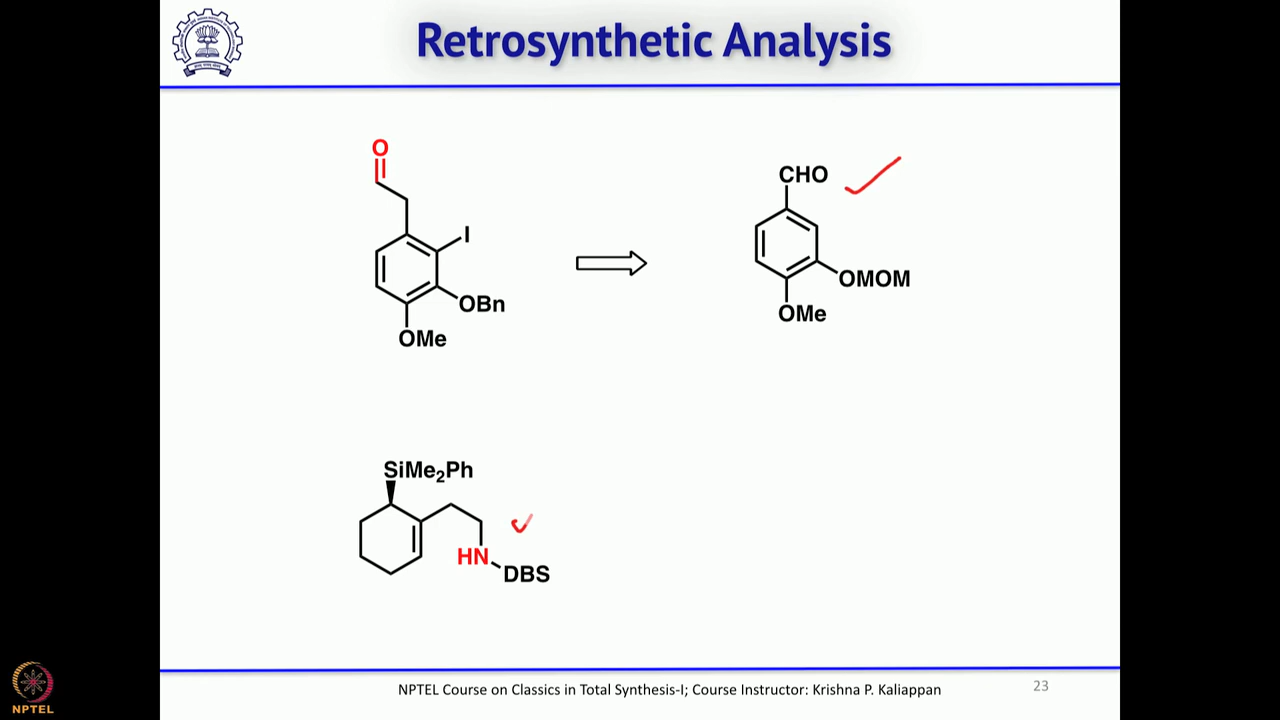 Retrosynthetic Analysis
O
I
OBn
OMe
CHO
OMOM
OMe
SiMe2Ph
HN
DBS
NPTEL
NPTEL Course on Classics in Total Synthesis-I; Course Instructor: Krishna P. Kaliappan
23